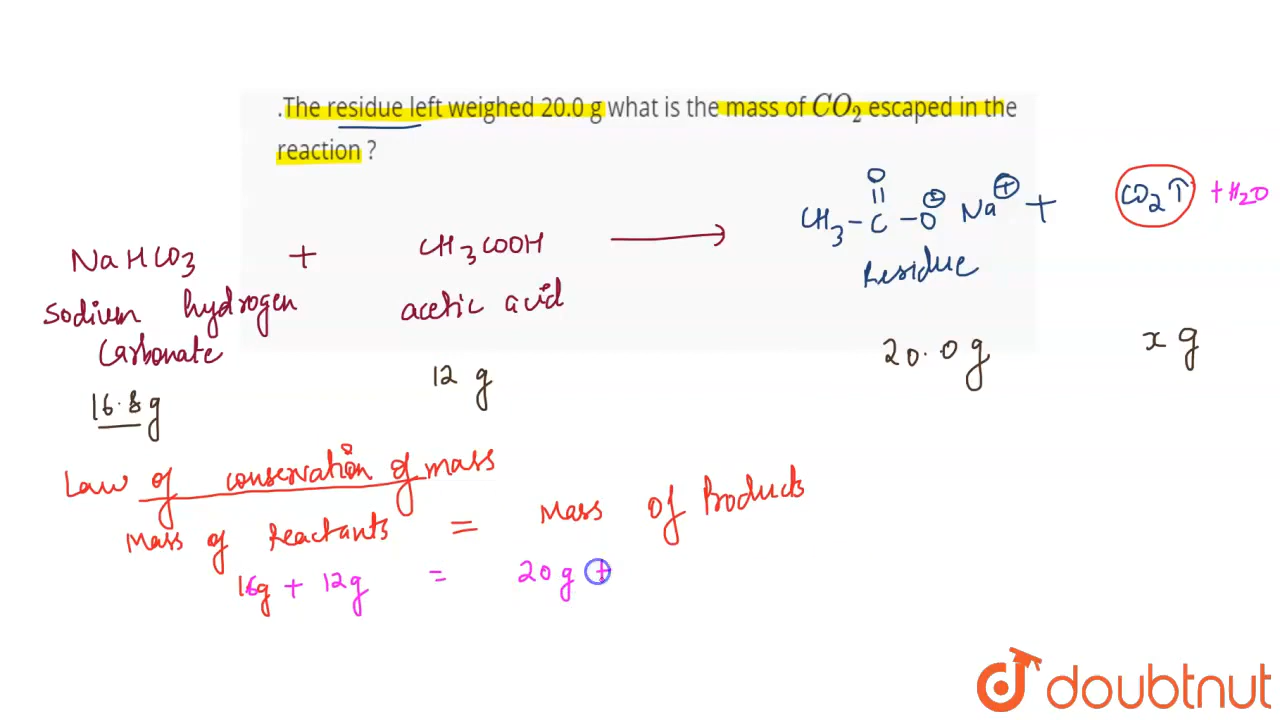 .The residue left weighed 20.0 g what is the mass of CO2 escaped in the
reaction ?
NaHCO3 + CH3COOH ⟶ CH3-C-O⊖ Na⊕ + CO2↑ + H2O
O
||
Residue
Sodium hydrogen
Carbonate
acetic acid
16.8g
12 g
20.0g
x g
Law of conservation of mass
Mass of Reactants = Mass of Products
16g + 12g = 20g +
doubtnut